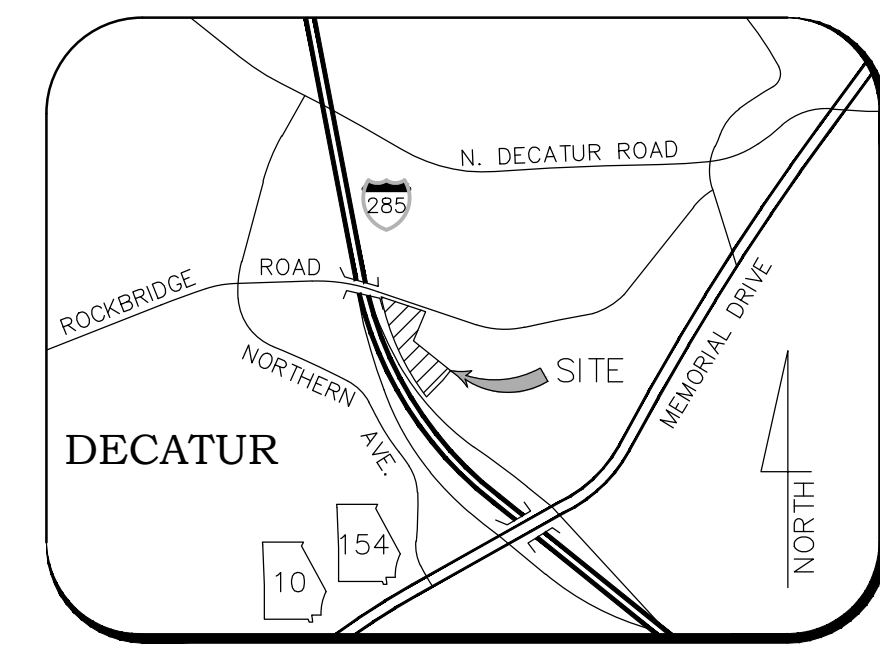 N. DECATUR ROAD
285
ROCKBRIDGE ROAD
SITE
MEMORIAL DRIVE
NORTHERN AVE.
DECATUR
154
10
NORTH